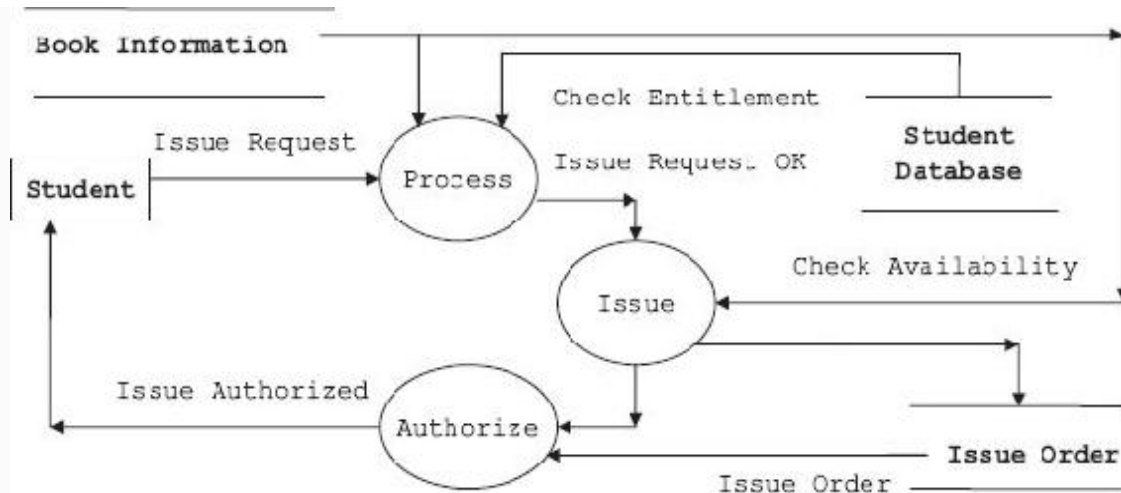 Book Information
Check Entitlement
Issue Request
Student
Database
Issue Request OK
Process
Student
Check Availability
Issue
Issue Authorized
Authorize
Issue Order
Issue Order